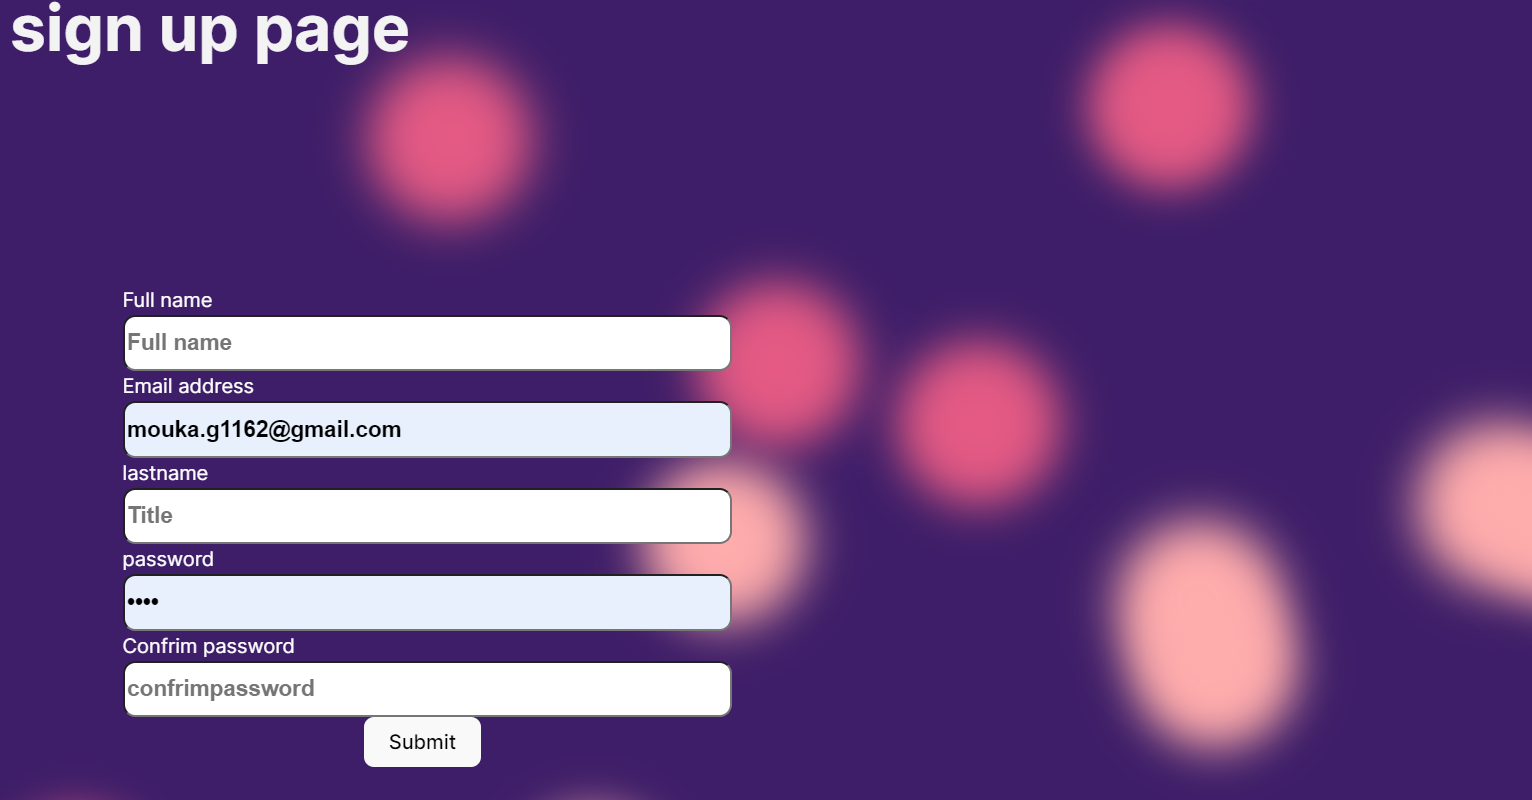 sign up page
Full name
Full name
Email address
mouka.g1162@gmail.com
lastname
Title
password
••••
Confrim password
confrimpassword
Submit